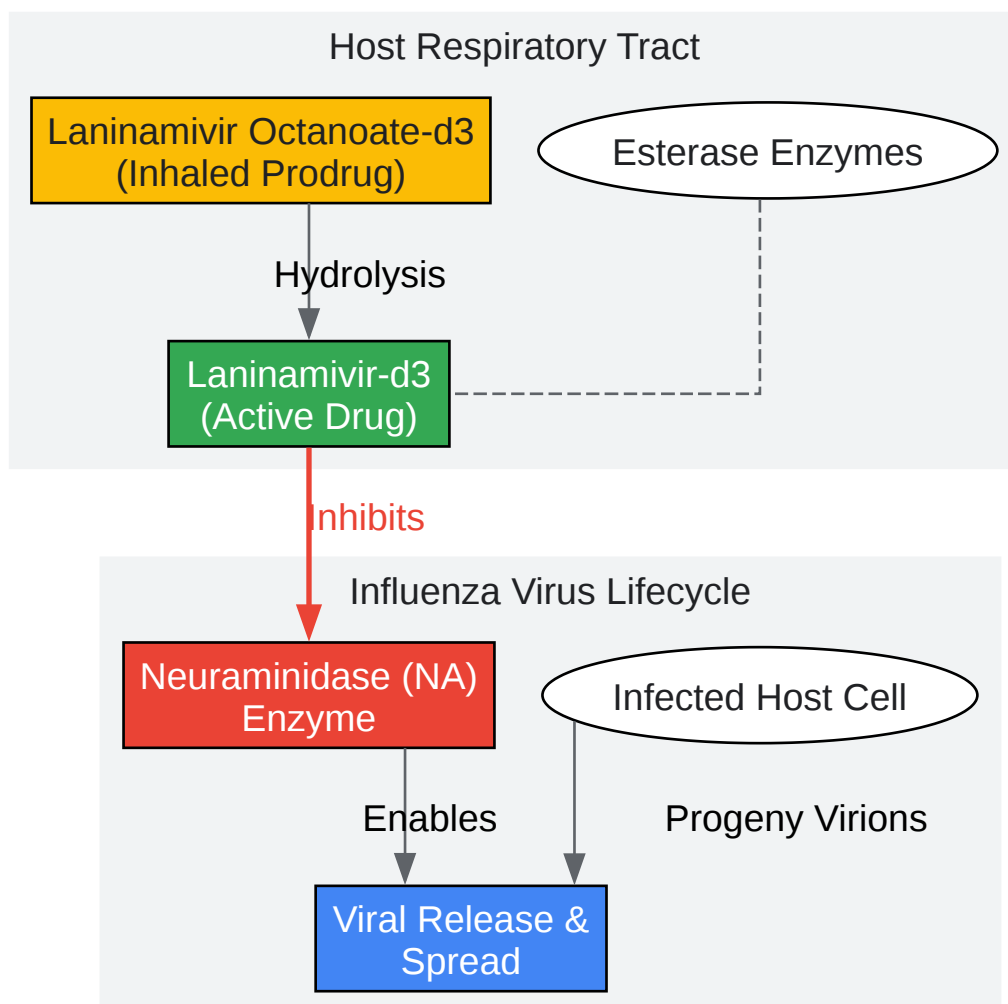 Host Respiratory Tract
Laninamivir Octanoate-d3
(Inhaled Prodrug)
Esterase Enzymes
Hydrolysis
Laninamivir-d3
(Active Drug)
Inhibits
Influenza Virus Lifecycle
Neuraminidase (NA)
Enzyme
Infected Host Cell
Enables
Progeny Virions
Viral Release &
Spread